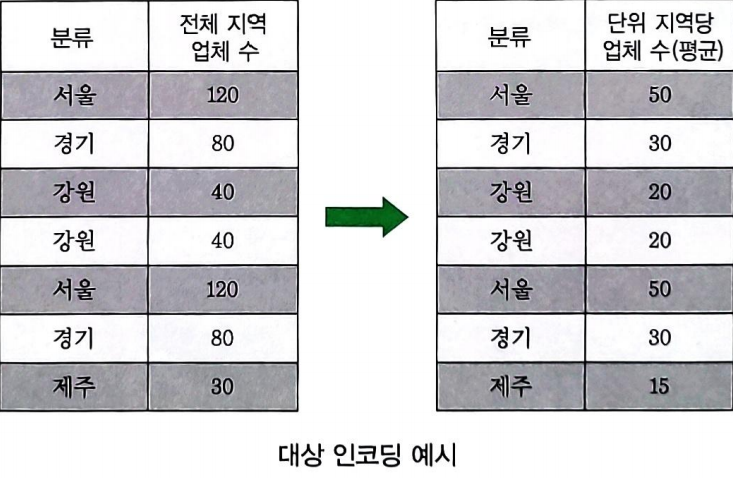 분류 전체 지역 업체 수
서울 120
경기 80
강원 40
강원 40
서울 120
경기 80
제주 30
분류 단위 지역당 업체 수(평균)
서울 50
경기 30
강원 20
강원 20
서울 50
경기 30
제주 15
대상 인코딩 예시